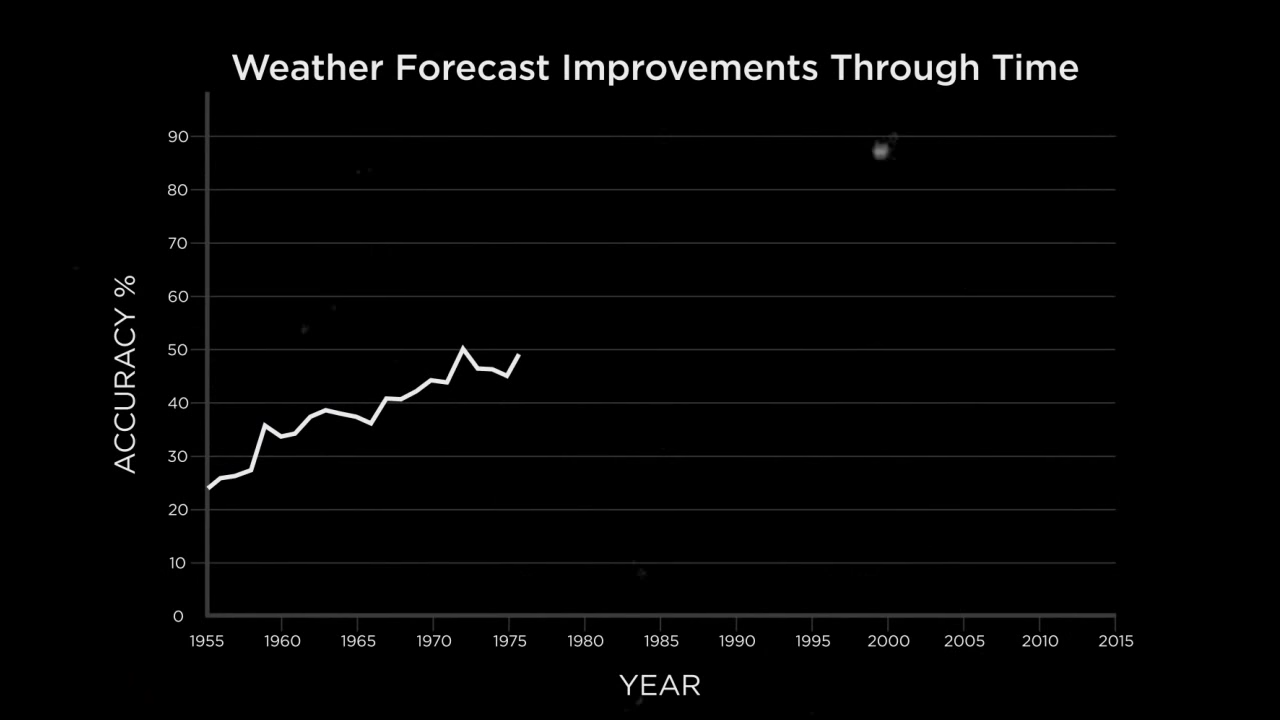 Weather Forecast Improvements Through Time
ACCURACY %
90
80
70
60
50
40
30
20
10
0
1955 1960 1965 1970 1975 1980 1985 1990 1995 2000 2005 2010 2015
YEAR